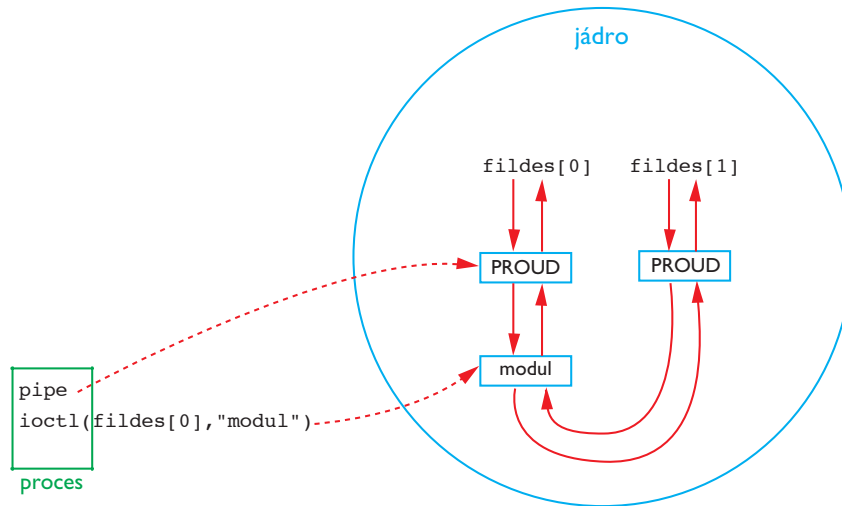 jádro
fildes[0] fildes[1]
PROUD PROUD
modul
pipe
ioctl(fildes[0],"modul")
proces